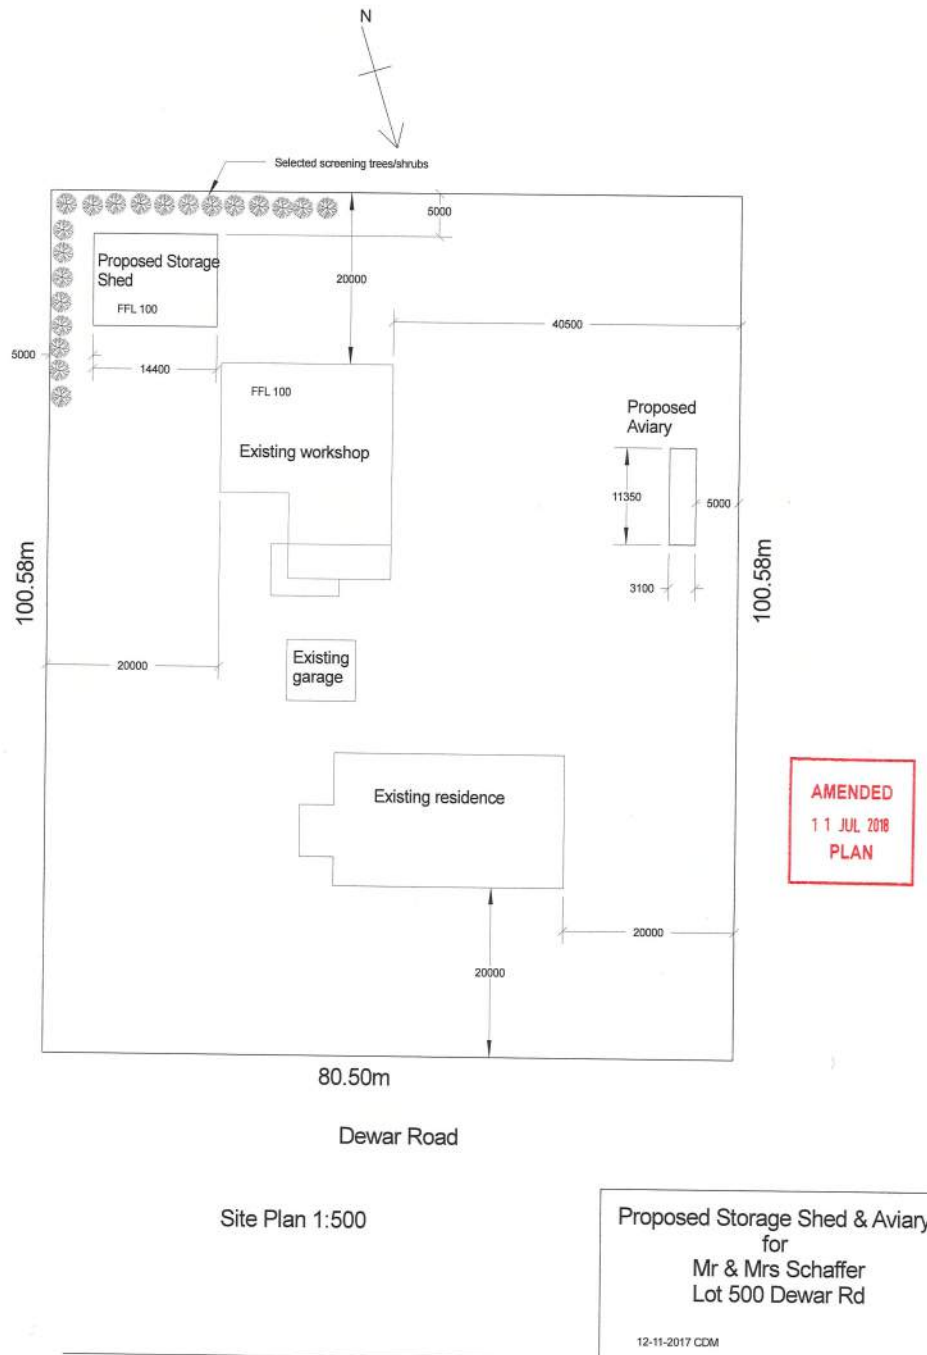 N
Selected screening trees/shrubs
5000
Proposed Storage
Shed
FFL 100
20000
40500
5000
14400
FFL 100
Existing workshop
Proposed
Aviary
11350
5000
3100
100.58m
100.58m
20000
Existing
garage
Existing residence
AMENDED
11 JUL 2018
PLAN
20000
20000
80.50m
Dewar Road
Site Plan 1:500
Proposed Storage Shed & Aviary
for
Mr & Mrs Schaffer
Lot 500 Dewar Rd
12-11-2017 CDM